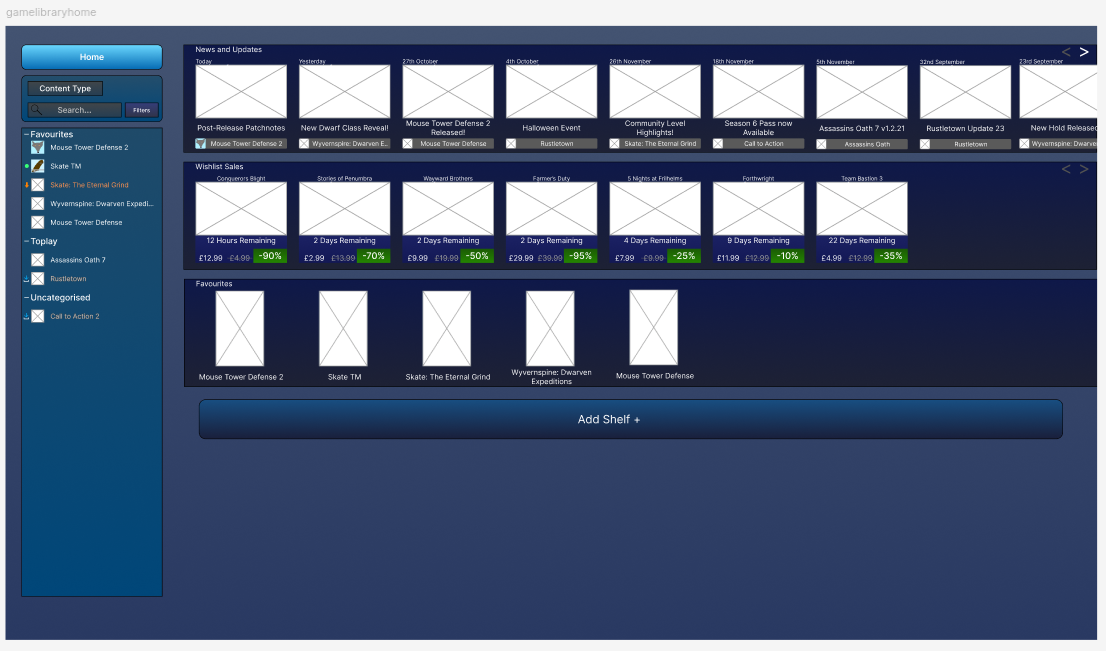 gamelibraryhome
Home
Content Type
Search...
Filters
Favourites
Mouse Tower Defense 2
Skate TM
Skate: The Eternal Grind
Wyvernspine: Dwarven Expedi...
Mouse Tower Defense
Toplay
Assassins Oath 7
Rustletown
Uncategorised
Call to Action 2
News and Updates
< >
Today
Post-Release Patchnotes
Mouse Tower Defense 2
Yesterday
New Dwarf Class Reveal!
Wyvernspine: Dwarven E...
27th October
Mouse Tower Defense 2
Released!
Mouse Tower Defense
4th October
Halloween Event
Rustletown
26th November
Community Level
Highlights!
Skate: The Eternal Grind
18th November
Season 6 Pass now
Available
Call to Action
5th November
Assassins Oath v1.2.21
Assassins Oath
32nd September
Rustletown Update 23
Rustletown
23rd September
New Hold Released
Wyvernspine: Dwarv
Wishlist Sales
< >
Conquerors Blight
12 Hours Remaining
£12.99 £4.99 -90%
Stories of Penumbra
2 Days Remaining
£2.99 £13.99 -70%
Wayward Brothers
2 Days Remaining
£9.99 £19.99 -50%
Farmer's Duty
2 Days Remaining
£29.99 £39.99 -95%
5 Nights at Frilhelms
4 Days Remaining
£7.99 £9.99 -25%
Forthwright
9 Days Remaining
£11.99 £12.99 -10%
Team Bastion 3
22 Days Remaining
£4.99 £12.99 -35%
Favourites
Mouse Tower Defense 2
Skate TM
Skate: The Eternal Grind
Wyvernspine: Dwarven
Expeditions
Mouse Tower Defense
Add Shelf +